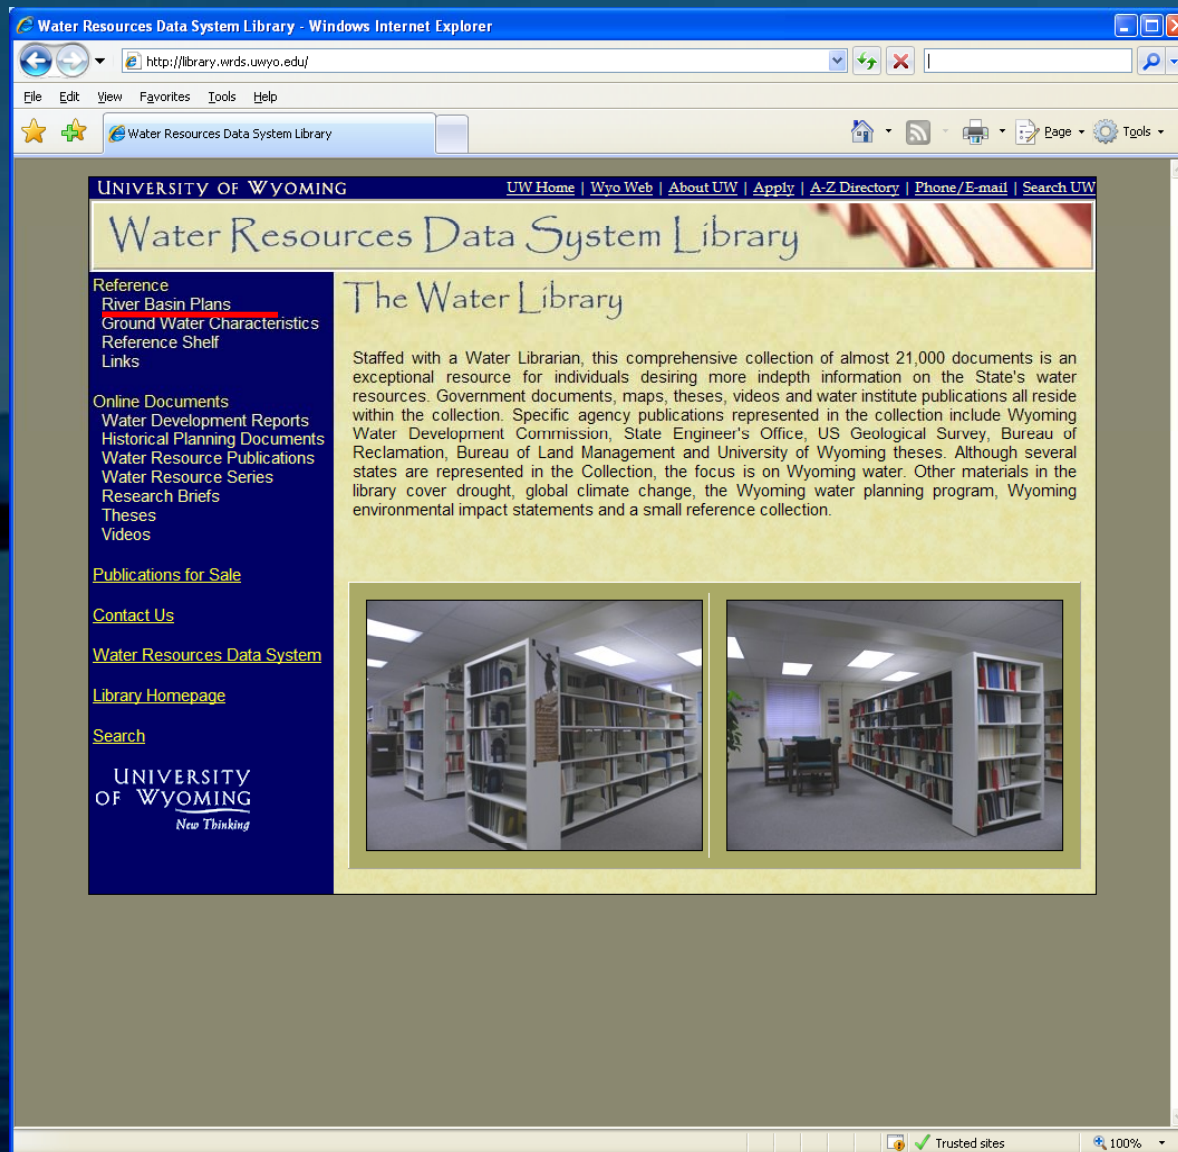 Water Resources Data System Library - Windows Internet Explorer
http://library.wrds.uwyo.edu/
File Edit View Favorites Tools Help
Water Resources Data System Library
Page Tools
UNIVERSITY OF WYOMING
UW Home | Wyo Web | About UW | Apply | A-Z Directory | Phone/E-mail | Search UW
Water Resources Data System Library
Reference
River Basin Plans
Ground Water Characteristics
Reference Shelf
Links
Online Documents
Water Development Reports
Historical Planning Documents
Water Resource Publications
Water Resource Series
Research Briefs
Theses
Videos
Publications for Sale
Contact Us
Water Resources Data System
Library Homepage
Search
UNIVERSITY
OF WYOMING
New Thinking
The Water Library
Staffed with a Water Librarian, this comprehensive collection of almost 21,000 documents is an
exceptional resource for individuals desiring more indepth information on the State's water
resources. Government documents, maps, theses, videos and water institute publications all reside
within the collection. Specific agency publications represented in the collection include Wyoming
Water Development Commission, State Engineer's Office, US Geological Survey, Bureau of
Reclamation, Bureau of Land Management and University of Wyoming theses. Although several
states are represented in the Collection, the focus is on Wyoming water. Other materials in the
library cover drought, global climate change, the Wyoming water planning program, Wyoming
environmental impact statements and a small reference collection.
Trusted sites
100%